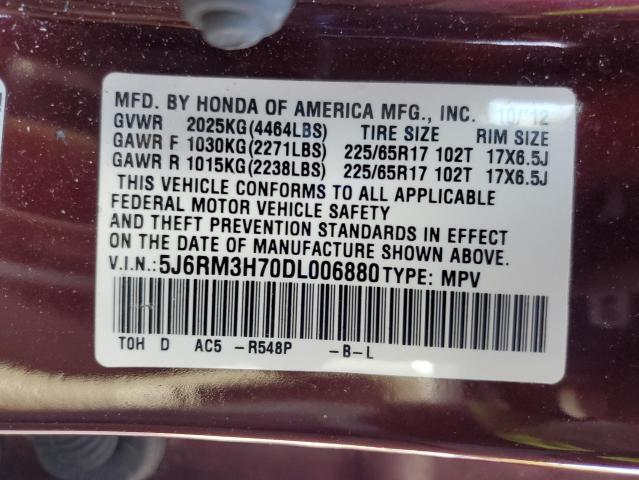 MFD. BY HONDA OF AMERICA MFG., INC. 10/12
GVWR 2025KG(4464LBS) TIRE SIZE RIM SIZE
GAWR F 1030KG(2271LBS) 225/65R17 102T 17X6.5J
GAWR R 1015KG(2238LBS) 225/65R17 102T 17X6.5J
THIS VEHICLE CONFORMS TO ALL APPLICABLE
FEDERAL MOTOR VEHICLE SAFETY
AND THEFT PREVENTION STANDARDS IN EFFECT
ON THE DATE OF MANUFACTURE SHOWN ABOVE.
V.I.N.:5J6RM3H70DL006880 TYPE: MPV
TOH D AC5 -R548P -B-L